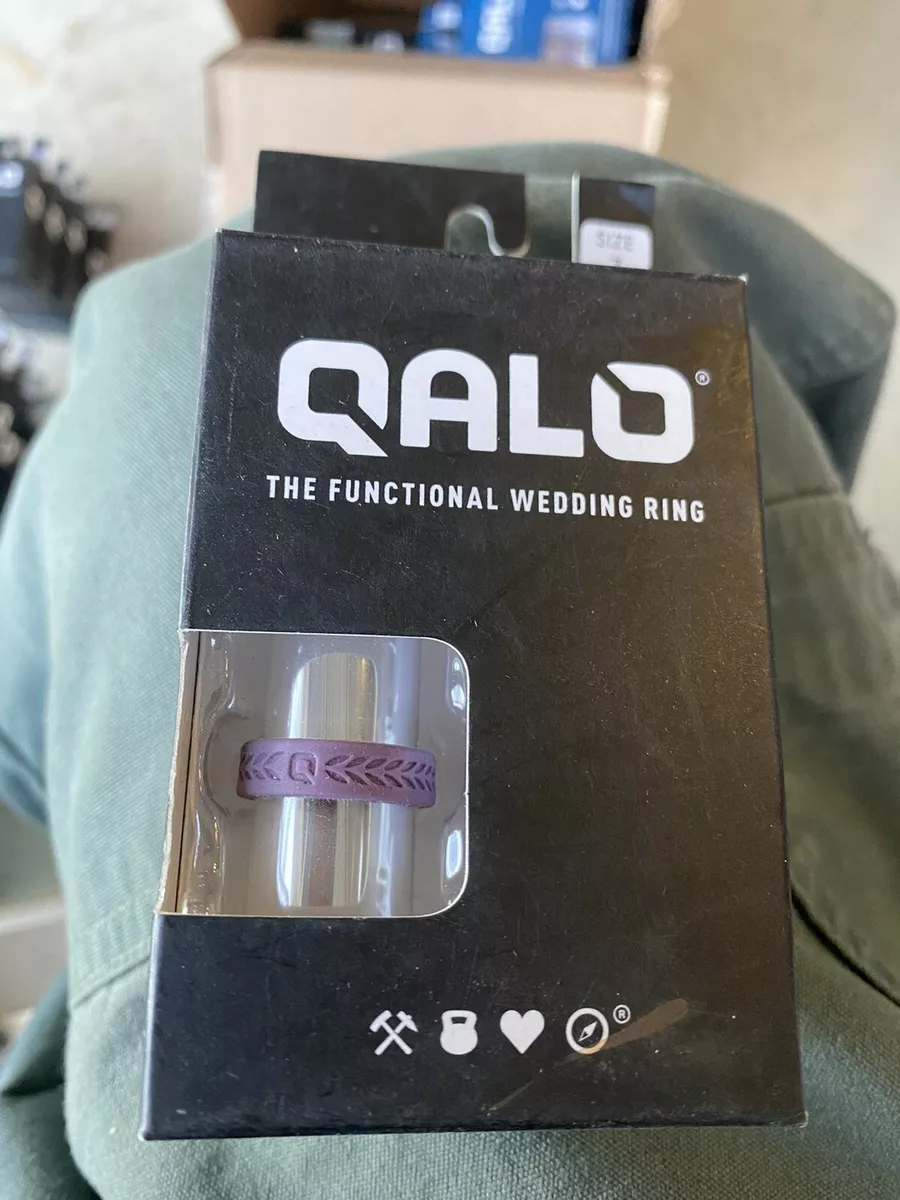 SIZE
QALO®
THE FUNCTIONAL WEDDING RING
Q
®